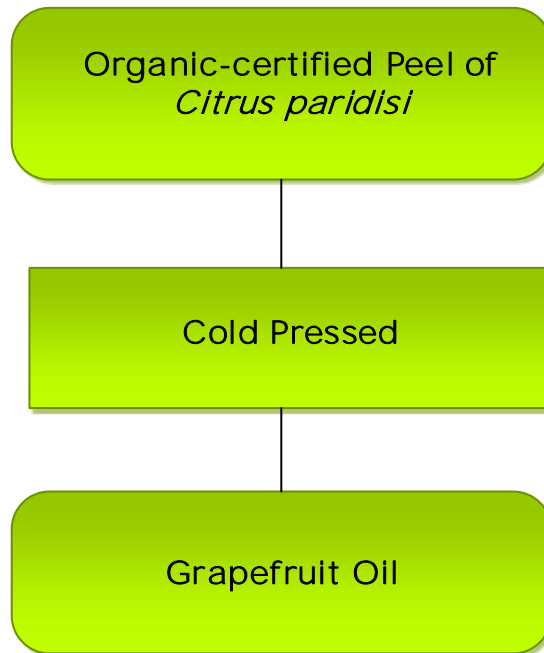 Organic-certified Peel of
Citrus paridisi
Cold Pressed
Grapefruit Oil